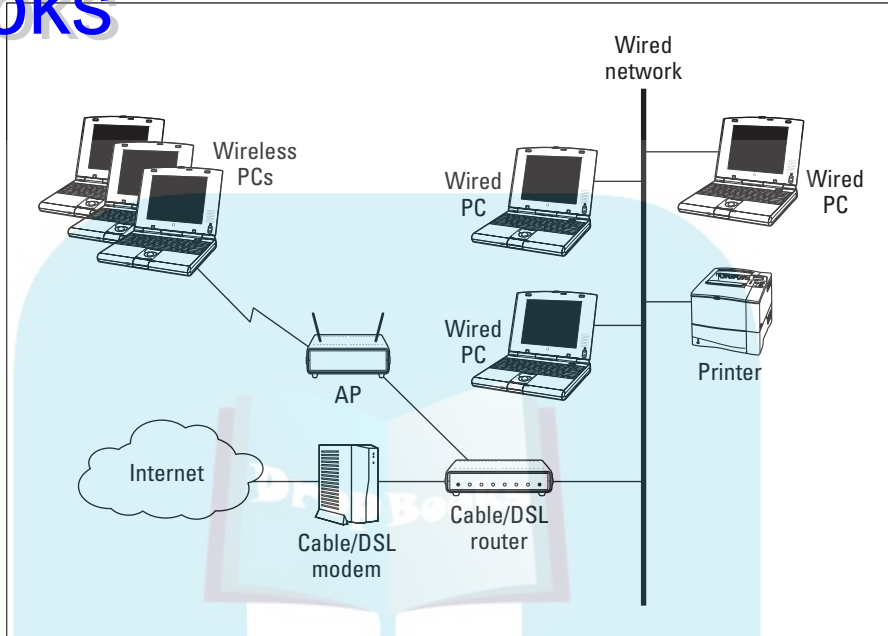 Wired
network
Wireless
PCs
Wired
PC
Wired
PC
Wired
PC
Printer
AP
Internet
Cable/DSL
modem
Cable/DSL
router